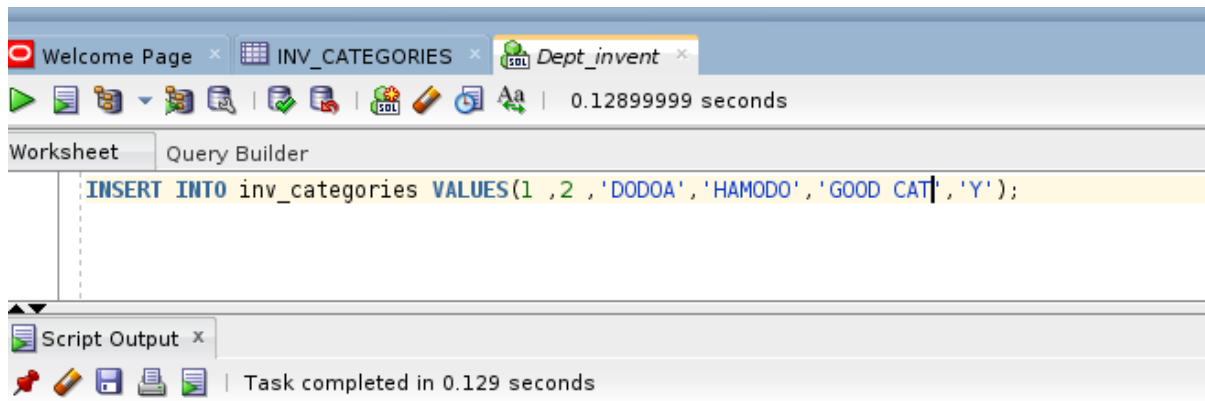 Welcome Page INV_CATEGORIES Dept_invent
0.12899999 seconds
Worksheet Query Builder
INSERT INTO inv_categories VALUES(1 ,2 ,'DODOA','HAMODO','GOOD CAT','Y');
Script Output
Task completed in 0.129 seconds